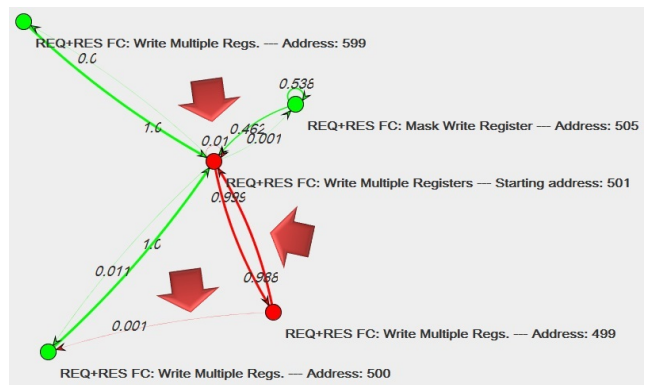 REQ+RES FC: Write Multiple Regs. --- Address: 599
0.0
0.538
1.0
0.462
0.01
0.001
REQ+RES FC: Mask Write Register --- Address: 505
REQ+RES FC: Write Multiple Registers --- Starting address: 501
0.999
1.0
0.011
0.988
0.001
REQ+RES FC: Write Multiple Regs. --- Address: 499
REQ+RES FC: Write Multiple Regs. --- Address: 500